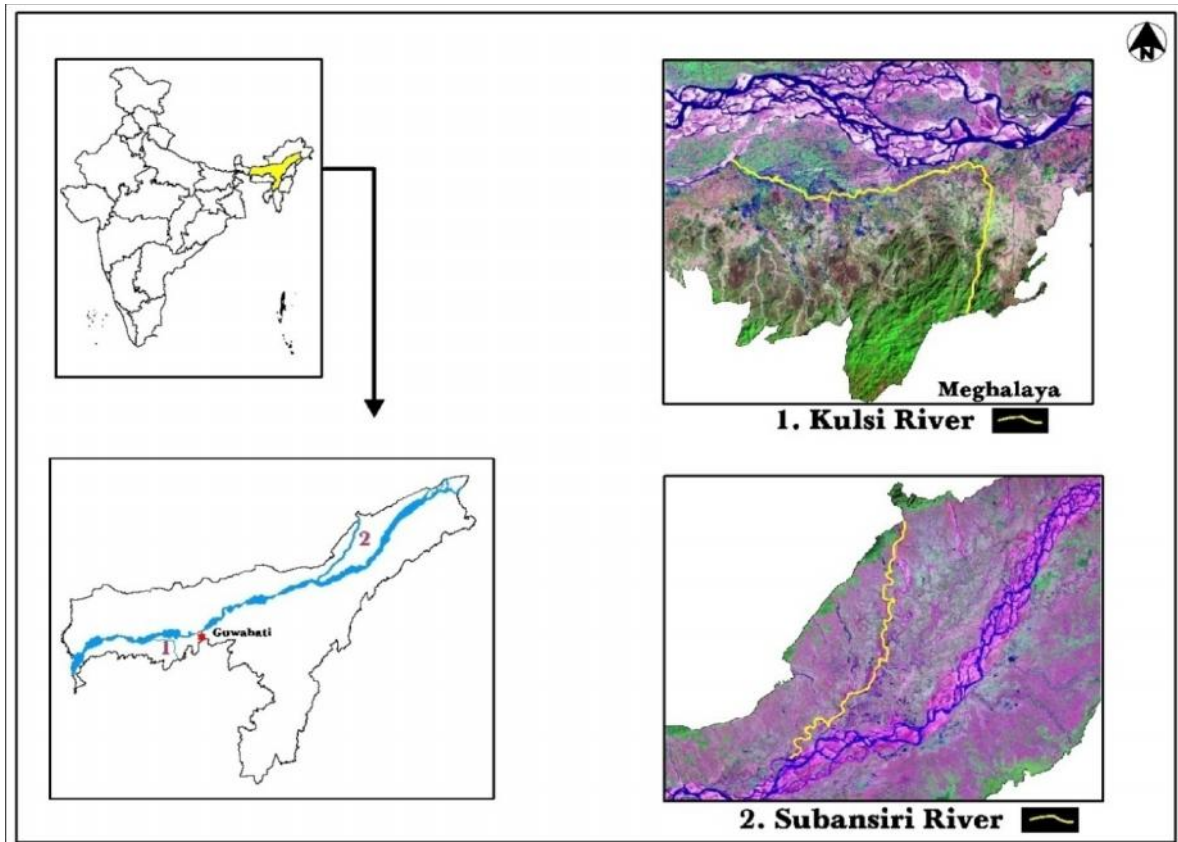 N
Meghalaya
1. Kulsi River
2
Guwahati
1
2. Subansiri River